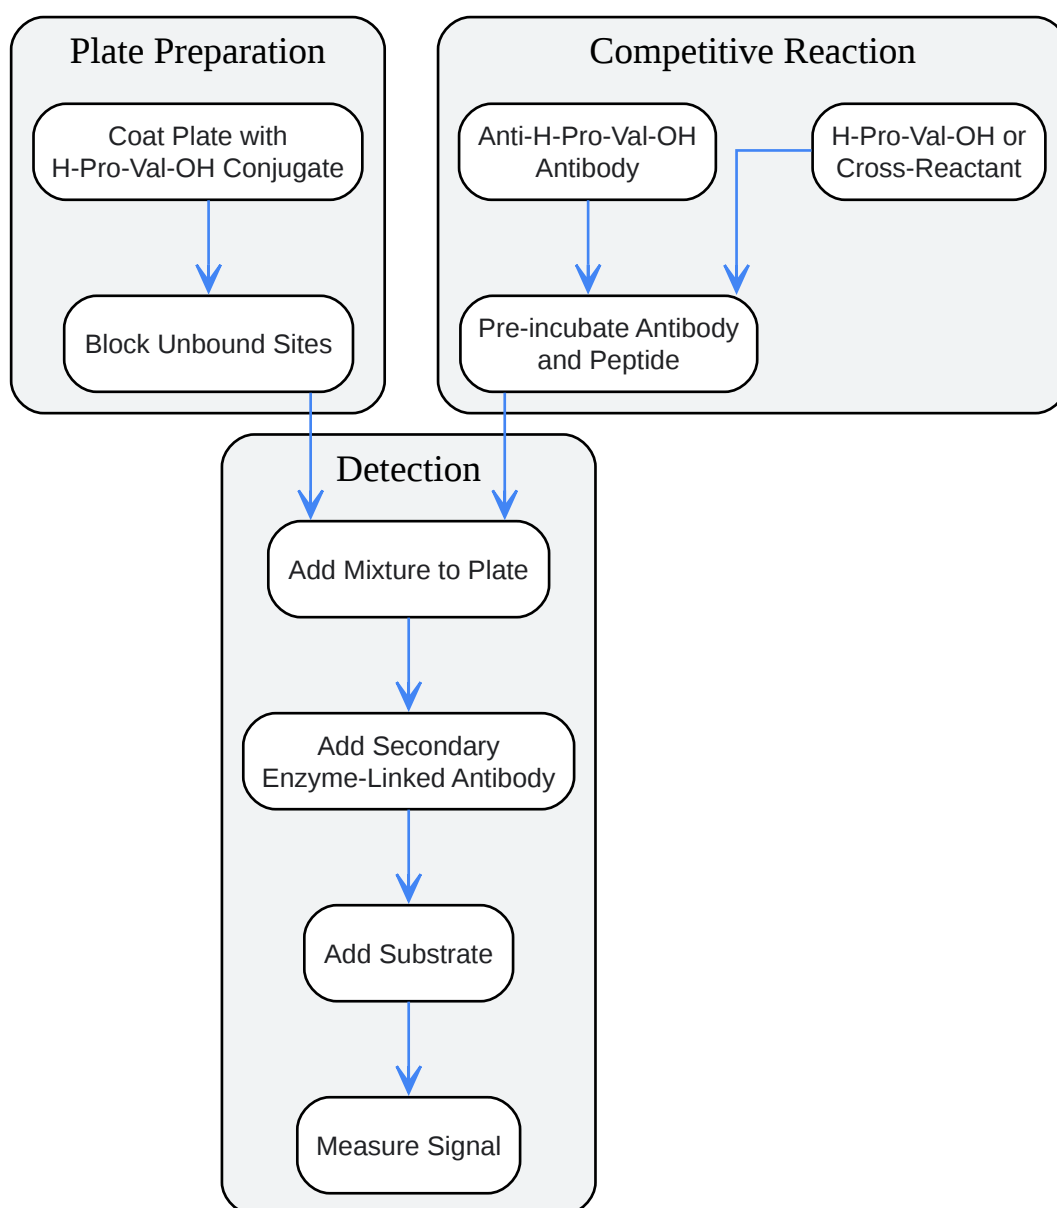 Plate Preparation
Coat Plate with
H-Pro-Val-OH Conjugate
Block Unbound Sites
Competitive Reaction
Anti-H-Pro-Val-OH
Antibody
H-Pro-Val-OH or
Cross-Reactant
Pre-incubate Antibody
and Peptide
Detection
Add Mixture to Plate
Add Secondary
Enzyme-Linked Antibody
Add Substrate
Measure Signal